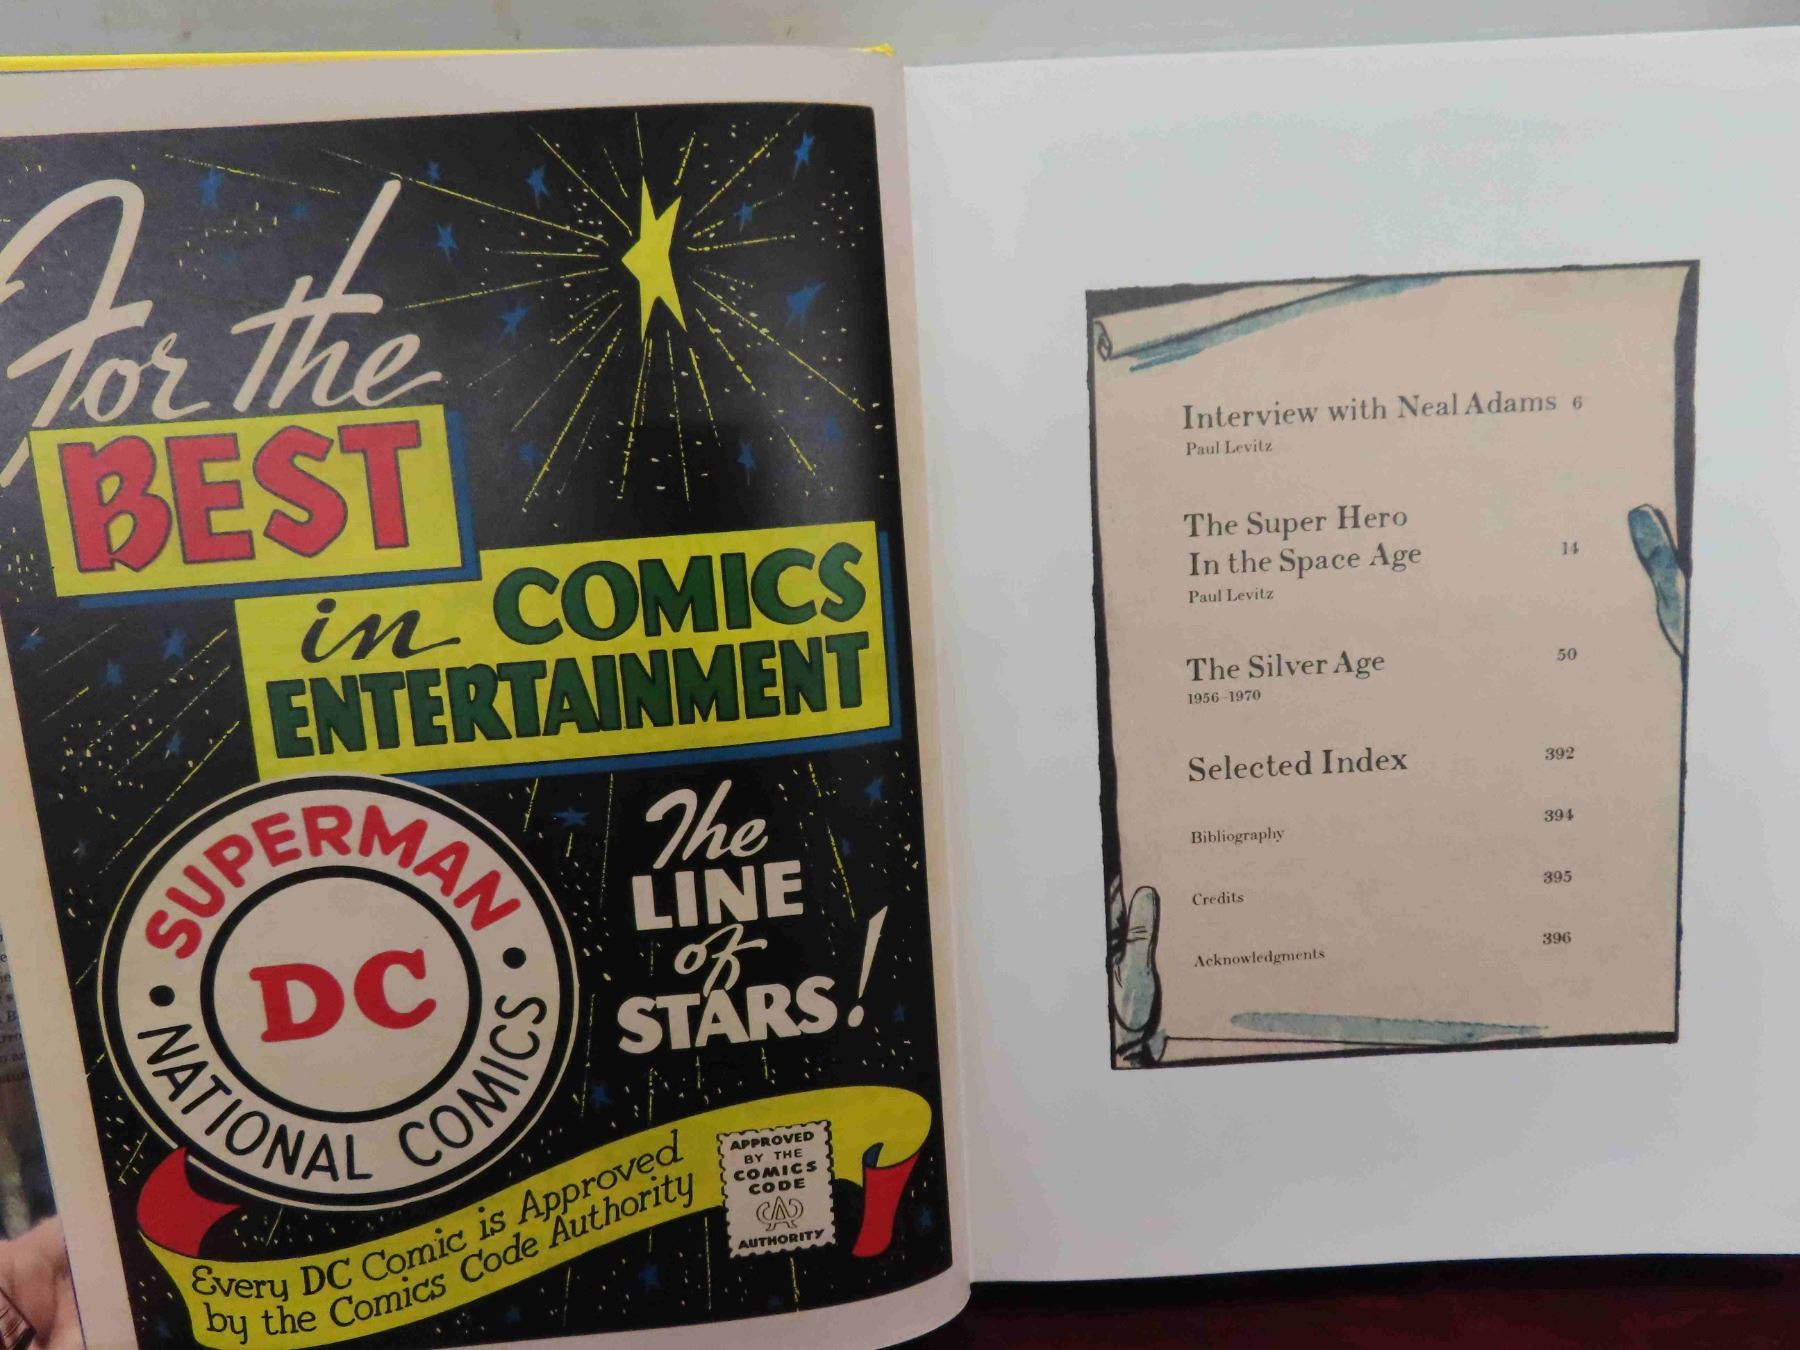 For the
BEST
in COMICS
ENTERTAINMENT
SUPERMAN
DC
NATIONAL COMICS
The
LINE
of
STARS!
Every DC Comic is Approved
by the Comics Code Authority
APPROVED
BY THE
COMICS
CODE
CA
AUTHORITY
Interview with Neal Adams 6
Paul Levitz
The Super Hero
In the Space Age 14
Paul Levitz
The Silver Age 50
1956–1970
Selected Index 392
Bibliography 394
Credits 395
Acknowledgments 396